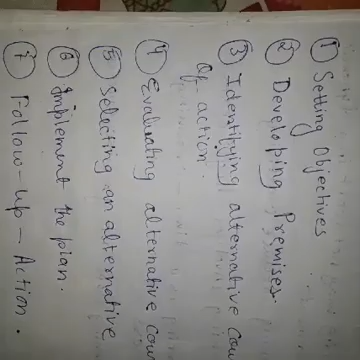 ① Setting Objectives
② Developing Premises.
③ Identifying alternative cou
of action.
④ Evaluating alternative cour
⑤ Selecting an alternative
⑥ Implement the plan.
⑦ Follow-up - Action.